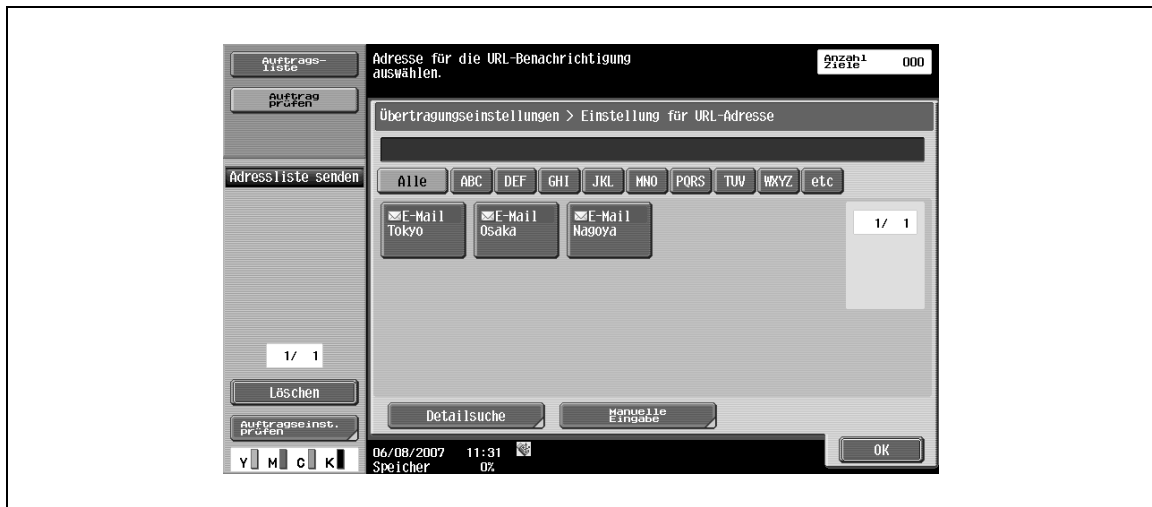 Auftrags-
liste
Auftrag
prüfen
Adressliste senden
1/ 1
Löschen
Auftragseinst.
prüfen
Y M C K
Adresse für die URL-Benachrichtigung
auswählen.
Anzahl
Ziele 000
Übertragungseinstellungen > Einstellung für URL-Adresse
Alle ABC DEF GHI JKL MNO PQRS TUV WXYZ etc
E-Mail
Tokyo
E-Mail
Osaka
E-Mail
Nagoya
1/ 1
Detailsuche
Manuelle
Eingabe
06/08/2007 11:31
Speicher 0%
OK